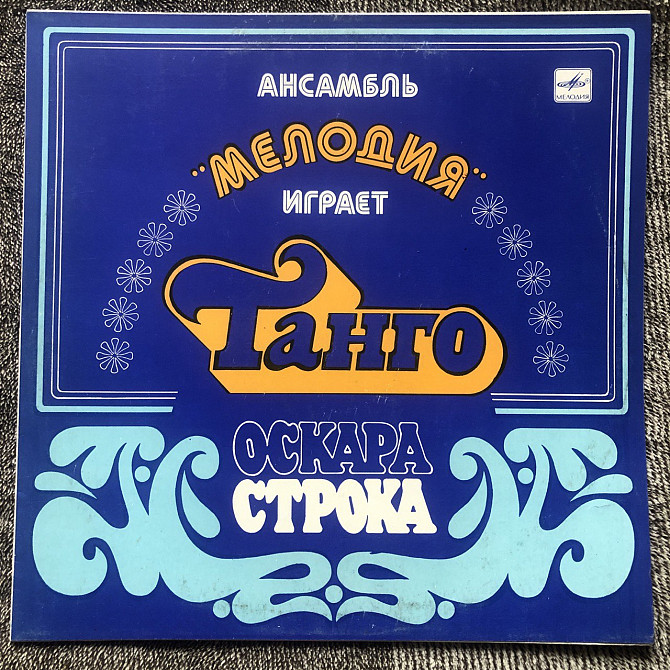 АНСАМБЛЬ
МЕЛОДИЯ
"МЕЛОДИЯ"
ИГРАЕТ
Танго
ОСКАРА
СТРОКА